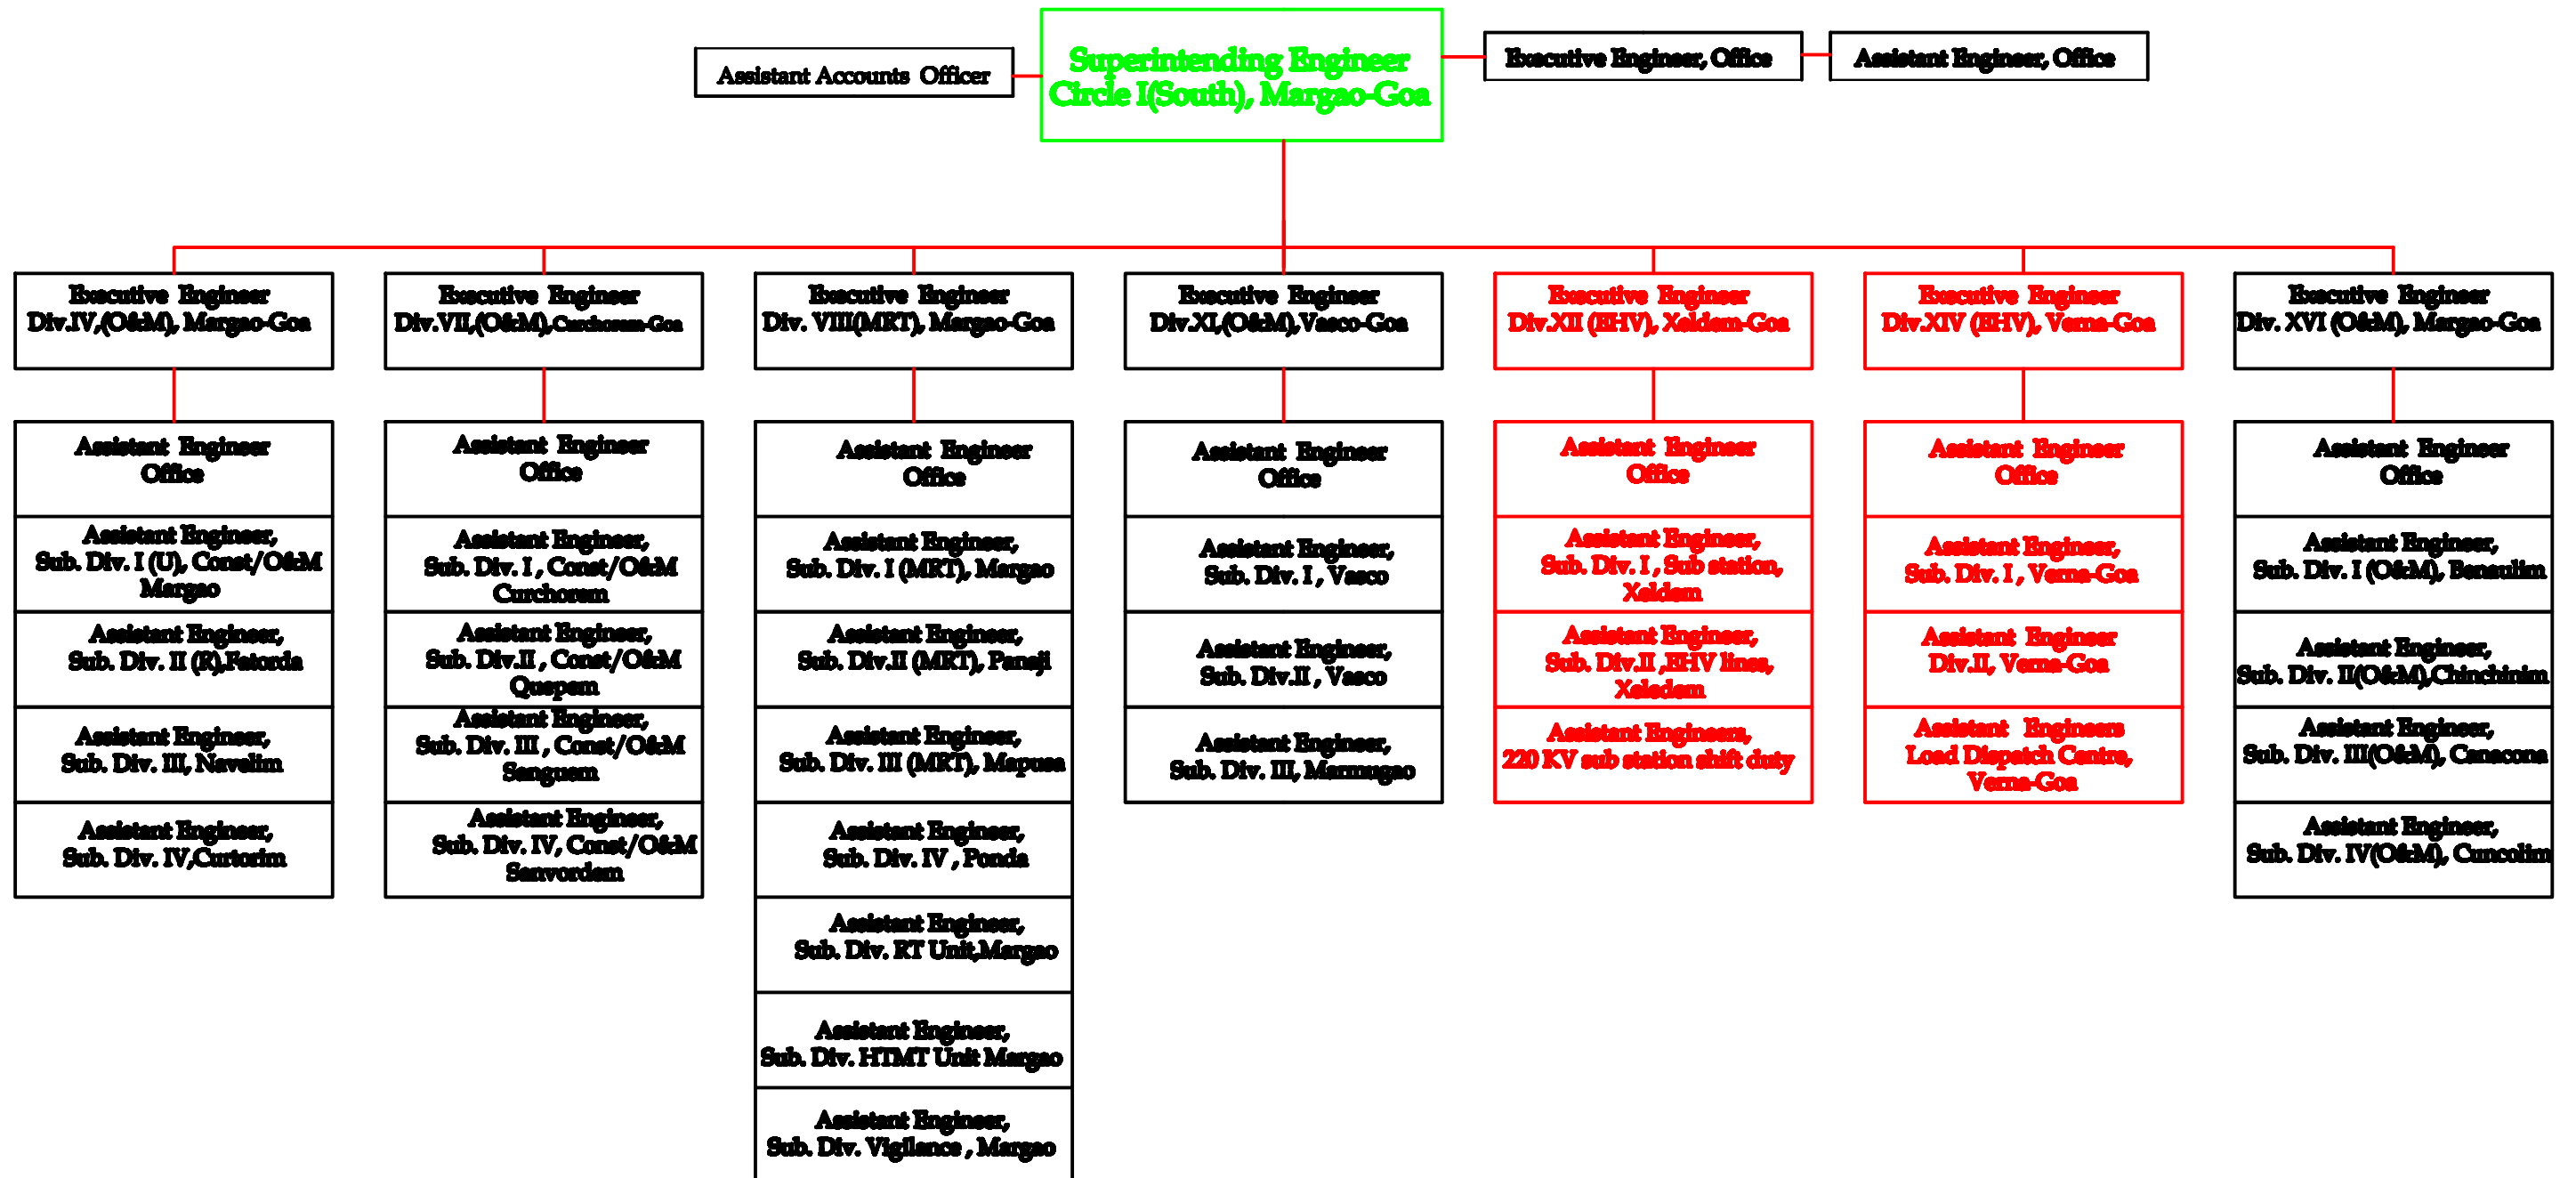 Assistant Accounts Officer
Superintending Engineer
Circle I(South), Margao-Goa
Executive Engineer, Office
Assistant Engineer, Office
Executive Engineer
Div.IV,(O&M), Margao-Goa
Executive Engineer
Div.VII,(O&M),Curchorem-Goa
Executive Engineer
Div. VIII(MRT), Margao-Goa
Executive Engineer
Div.XI,(O&M),Vasco-Goa
Executive Engineer
Div.XII (EHV), Xeldem-Goa
Executive Engineer
Div.XIV (EHV), Verna-Goa
Executive Engineer
Div. XVI (O&M), Margao-Goa
Assistant Engineer
Office
Assistant Engineer,
Sub. Div. I (U), Const/O&M
Margao
Assistant Engineer,
Sub. Div. II (R),Fatorda
Assistant Engineer,
Sub. Div. III, Navelim
Assistant Engineer,
Sub. Div. IV,Curtorim
Assistant Engineer
Office
Assistant Engineer,
Sub. Div. I , Const/O&M
Curchorem
Assistant Engineer,
Sub. Div.II , Const/O&M
Quepem
Assistant Engineer,
Sub. Div. III , Const/O&M
Sanguem
Assistant Engineer,
Sub. Div. IV, Const/O&M
Sanvordem
Assistant Engineer
Office
Assistant Engineer,
Sub. Div. I (MRT), Margao
Assistant Engineer,
Sub. Div.II (MRT), Panaji
Assistant Engineer,
Sub. Div. III (MRT), Mapusa
Assistant Engineer,
Sub. Div. IV , Ponda
Assistant Engineer,
Sub. Div. RT Unit,Margao
Assistant Engineer,
Sub. Div. HTMT Unit Margao
Assistant Engineer,
Sub. Div. Vigilance , Margao
Assistant Engineer
Office
Assistant Engineer,
Sub. Div. I , Vasco
Assistant Engineer,
Sub. Div.II , Vasco
Assistant Engineer,
Sub. Div. III, Marmugao
Assistant Engineer
Office
Assistant Engineer,
Sub. Div. I , Sub station,
Xeldem
Assistant Engineer,
Sub. Div.II ,EHV lines,
Xeledem
Assistant Engineers,
220 KV sub station shift duty
Assistant Engineer
Office
Assistant Engineer,
Sub. Div. I , Verna-Goa
Assistant Engineer
Div.II, Verna-Goa
Assistant Engineers
Load Dispatch Centre,
Verna-Goa
Assistant Engineer
Office
Assistant Engineer,
Sub. Div. I (O&M), Benaulim
Assistant Engineer,
Sub. Div. II(O&M),Chinchinim
Assistant Engineer,
Sub. Div. III(O&M), Canacona
Assistant Engineer,
Sub. Div. IV(O&M), Cuncolim